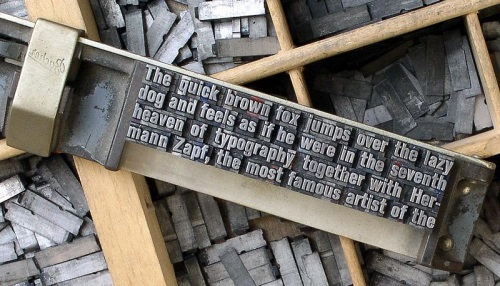 The quick brown fox jumps over the lazy
dog and feels as if he were in the seventh
heaven of typography together with Her-
mann Zapf, the most famous artist of the